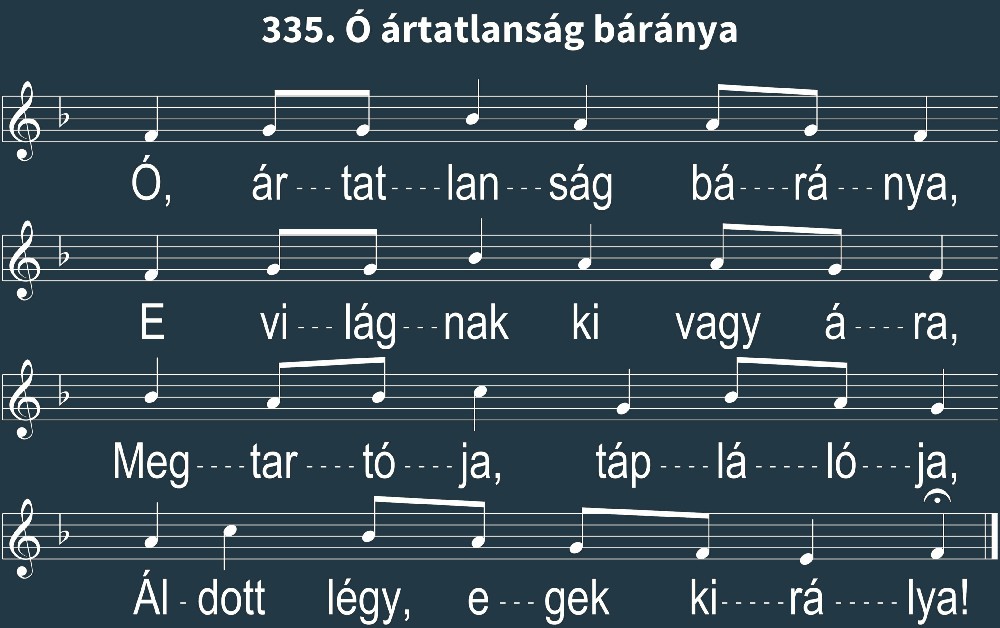 335. Ó ártatlanság báránya
Ó, ár---tat----lan---ság bá----rá---nya,
E vi---lág---nak ki vagy á----ra,
Meg----tar----tó----ja, táp----lá-----ló----ja,
Ál-dott légy, e---gek ki-----rá-----lya!